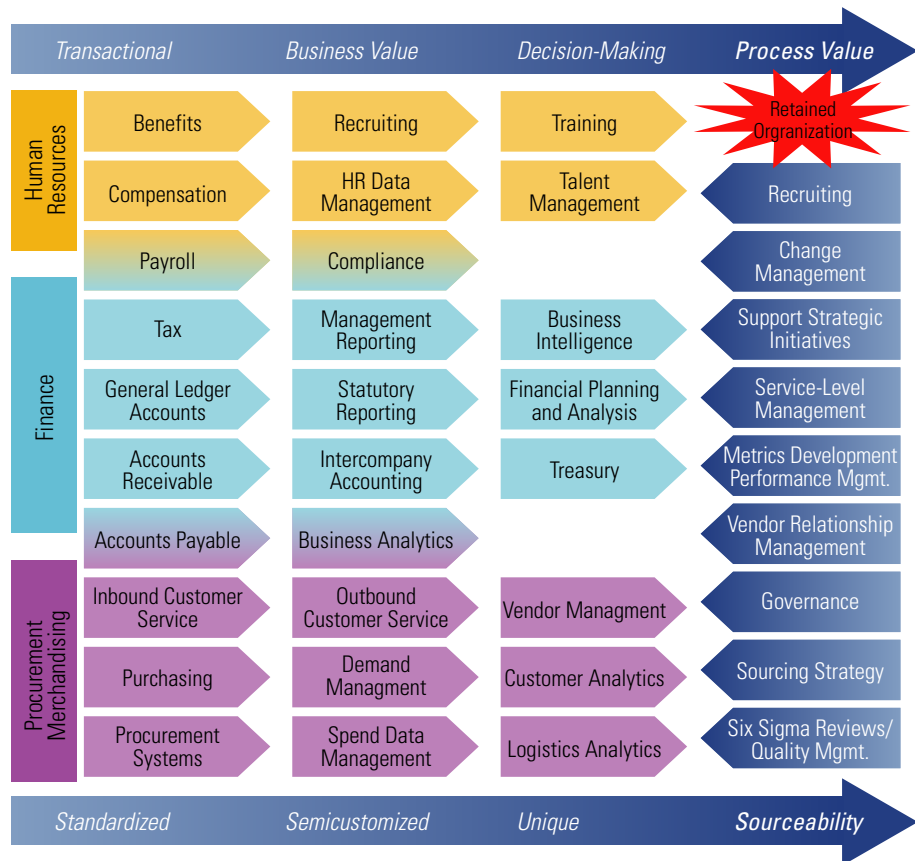 Transactional Business Value Decision-Making Process Value
Human
Resources
Benefits
Recruiting
Training
Retained
Orgranization
Compensation
HR Data
Management
Talent
Management
Recruiting
Payroll
Compliance
Change
Management
Finance
Tax
Management
Reporting
Business
Intelligence
Support Strategic
Initiatives
General Ledger
Accounts
Statutory
Reporting
Financial Planning
and Analysis
Service-Level
Management
Accounts
Receivable
Intercompany
Accounting
Treasury
Metrics Development
Performance Mgmt.
Accounts Payable
Business Analytics
Vendor Relationship
Management
Procurement
Merchandising
Inbound Customer
Service
Outbound
Customer Service
Vendor Managment
Governance
Purchasing
Demand
Managment
Customer Analytics
Sourcing Strategy
Procurement
Systems
Spend Data
Management
Logistics Analytics
Six Sigma Reviews/
Quality Mgmt.
Standardized Semicustomized Unique Sourceability